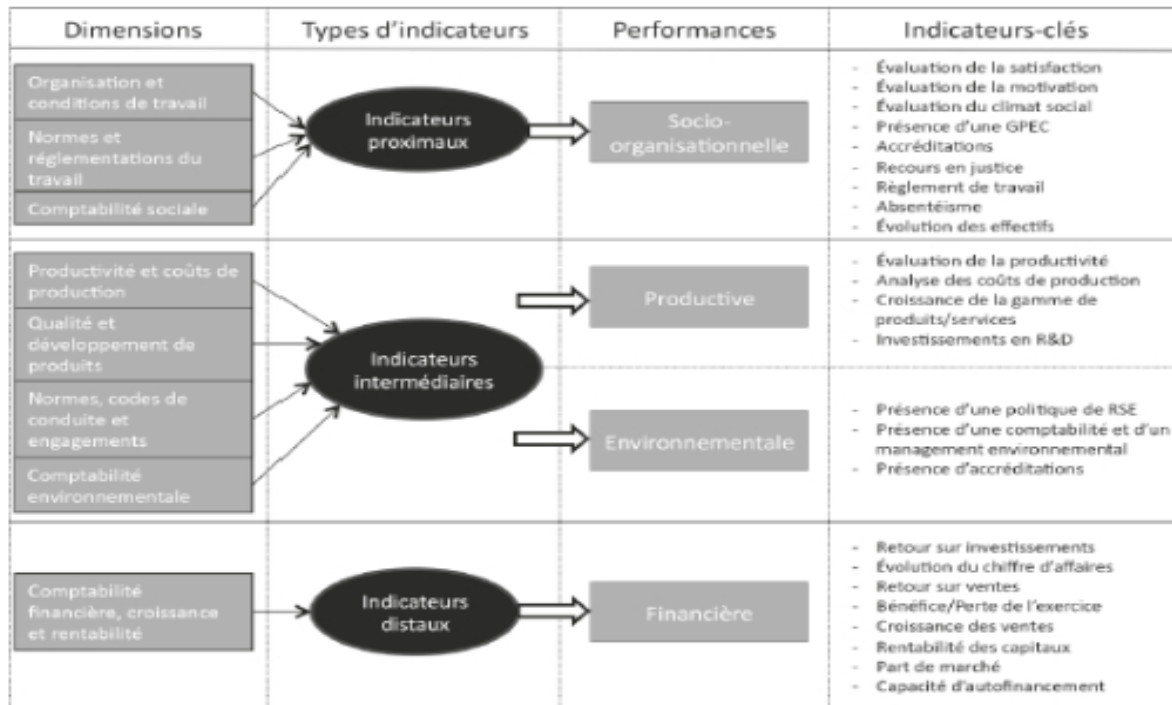 Dimensions
Types d'indicateurs
Performances
Indicateurs-clés
Organisation et
conditions de travail
Normes et
réglementations du
travail
Comptabilité sociale
Indicateurs
proximaux
Socio-
organisationnelle
- Évaluation de la satisfaction
- Évaluation de la motivation
- Évaluation du climat social
- Présence d'une GPEC
- Accréditations
- Recours en justice
- Règlement de travail
- Absentéisme
- Évolution des effectifs
Productivité et coûts de
production
Qualité et
développement de
produits
Normes, codes de
conduite et
engagements
Comptabilité
environnementale
Indicateurs
intermédiaires
Productive
- Évaluation de la productivité
- Analyse des coûts de production
- Croissance de la gamme de
produits/services
- Investissements en R&D
Environnementale
- Présence d'une politique de RSE
- Présence d'une comptabilité et d'un
management environnemental
- Présence d'accréditations
Comptabilité
financière, croissance
et rentabilité
Indicateurs
distaux
Financière
- Retour sur investissements
- Évolution du chiffre d'affaires
- Retour sur ventes
- Bénéfice/Perte de l'exercice
- Croissance des ventes
- Rentabilité des capitaux
- Part de marché
- Capacité d'autofinancement